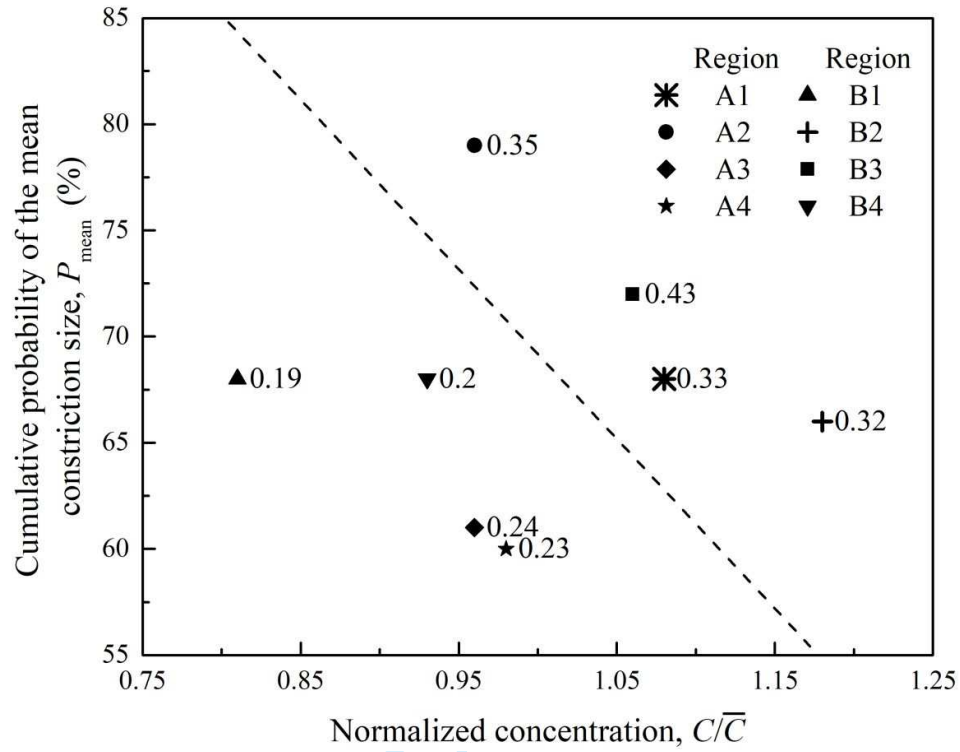 Cumulative probability of the mean
constriction size, P_mean (%)
85
80
75
70
65
60
55
Region Region
A1 B1
A2 B2
A3 B3
A4 B4
0.35
0.43
0.19
0.2
0.33
0.32
0.24
0.23
0.75 0.85 0.95 1.05 1.15 1.25
Normalized concentration, C/C̅